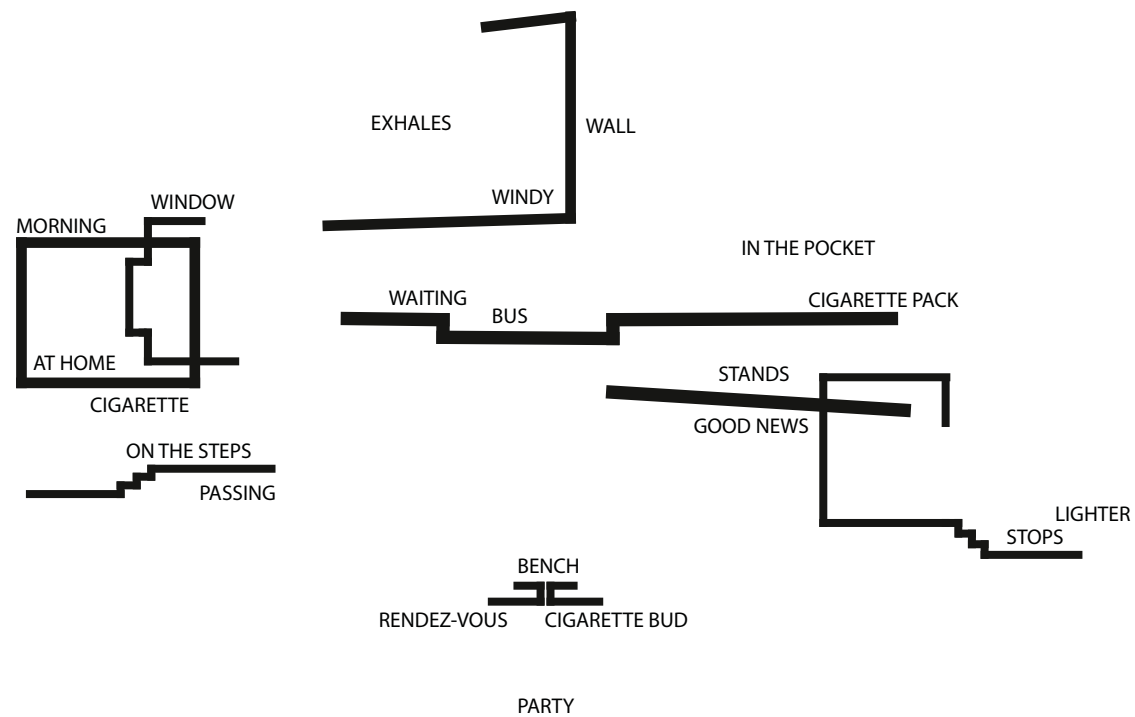 EXHALES
WALL
WINDOW
WINDY
MORNING
IN THE POCKET
WAITING
CIGARETTE PACK
BUS
AT HOME
STANDS
CIGARETTE
GOOD NEWS
ON THE STEPS
PASSING
LIGHTER
STOPS
BENCH
RENDEZ-VOUS
CIGARETTE BUD
PARTY